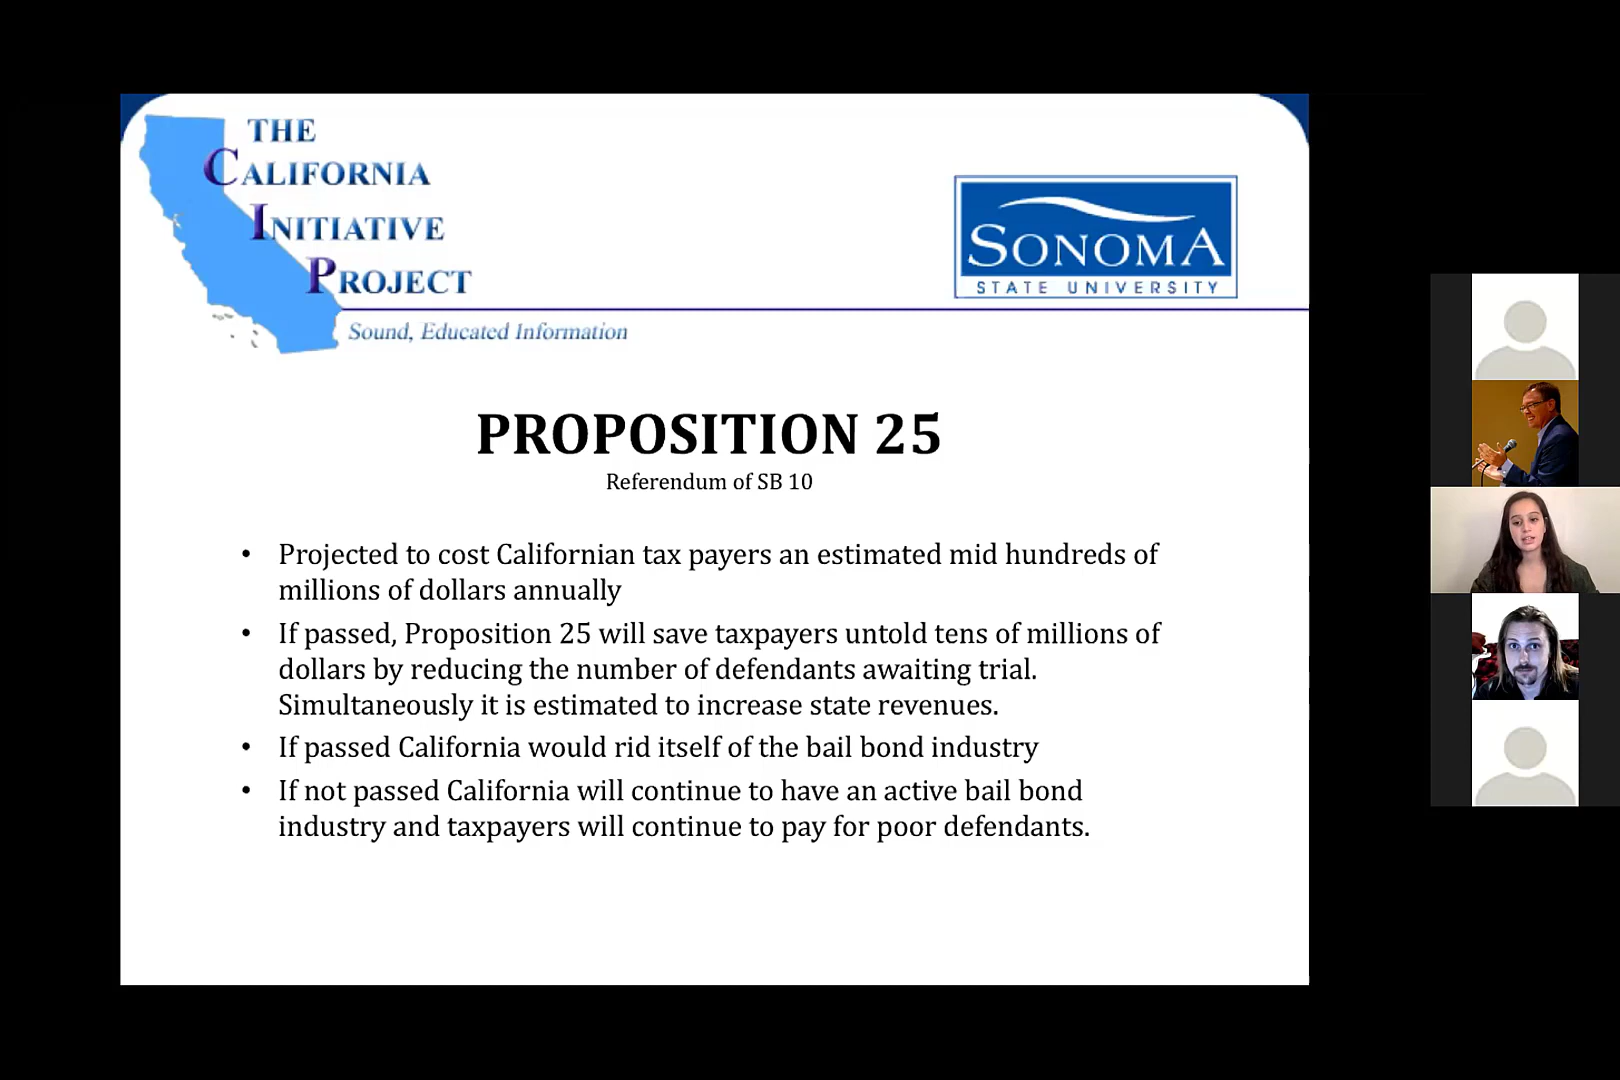 THE
CALIFORNIA
INITIATIVE
PROJECT
Sound, Educated Information
SONOMA
STATE UNIVERSITY
PROPOSITION 25
Referendum of SB 10
• Projected to cost Californian tax payers an estimated mid hundreds of
millions of dollars annually
• If passed, Proposition 25 will save taxpayers untold tens of millions of
dollars by reducing the number of defendants awaiting trial.
Simultaneously it is estimated to increase state revenues.
• If passed California would rid itself of the bail bond industry
• If not passed California will continue to have an active bail bond
industry and taxpayers will continue to pay for poor defendants.